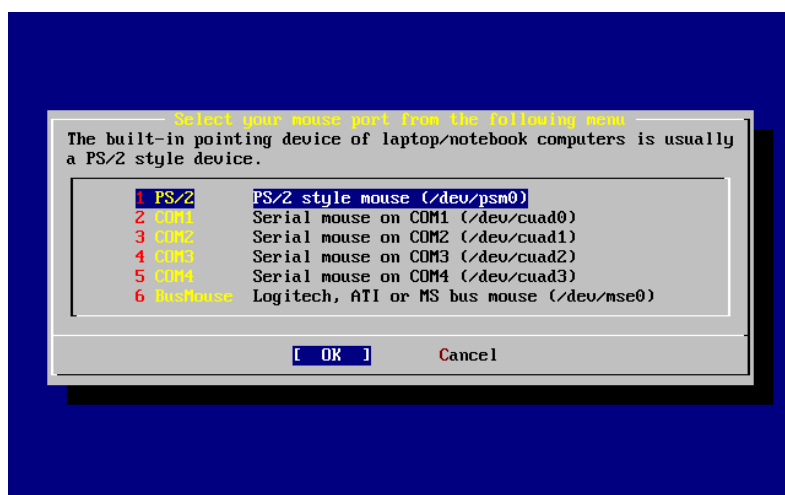 Select your mouse port from the following menu
The built-in pointing device of laptop/notebook computers is usually
a PS/2 style device.
1 PS/2 PS/2 style mouse (/dev/psm0)
2 COM1 Serial mouse on COM1 (/dev/cuad0)
3 COM2 Serial mouse on COM2 (/dev/cuad1)
4 COM3 Serial mouse on COM3 (/dev/cuad2)
5 COM4 Serial mouse on COM4 (/dev/cuad3)
6 BusMouse Logitech, ATI or MS bus mouse (/dev/mse0)
[ OK ] Cancel